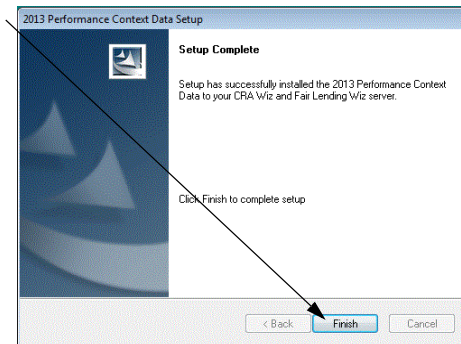 2013 Performance Context Data Setup
Setup Complete
Setup has successfully installed the 2013 Performance Context
Data to your CRA Wiz and Fair Lending Wiz server.
Click Finish to complete setup
< Back
Finish
Cancel